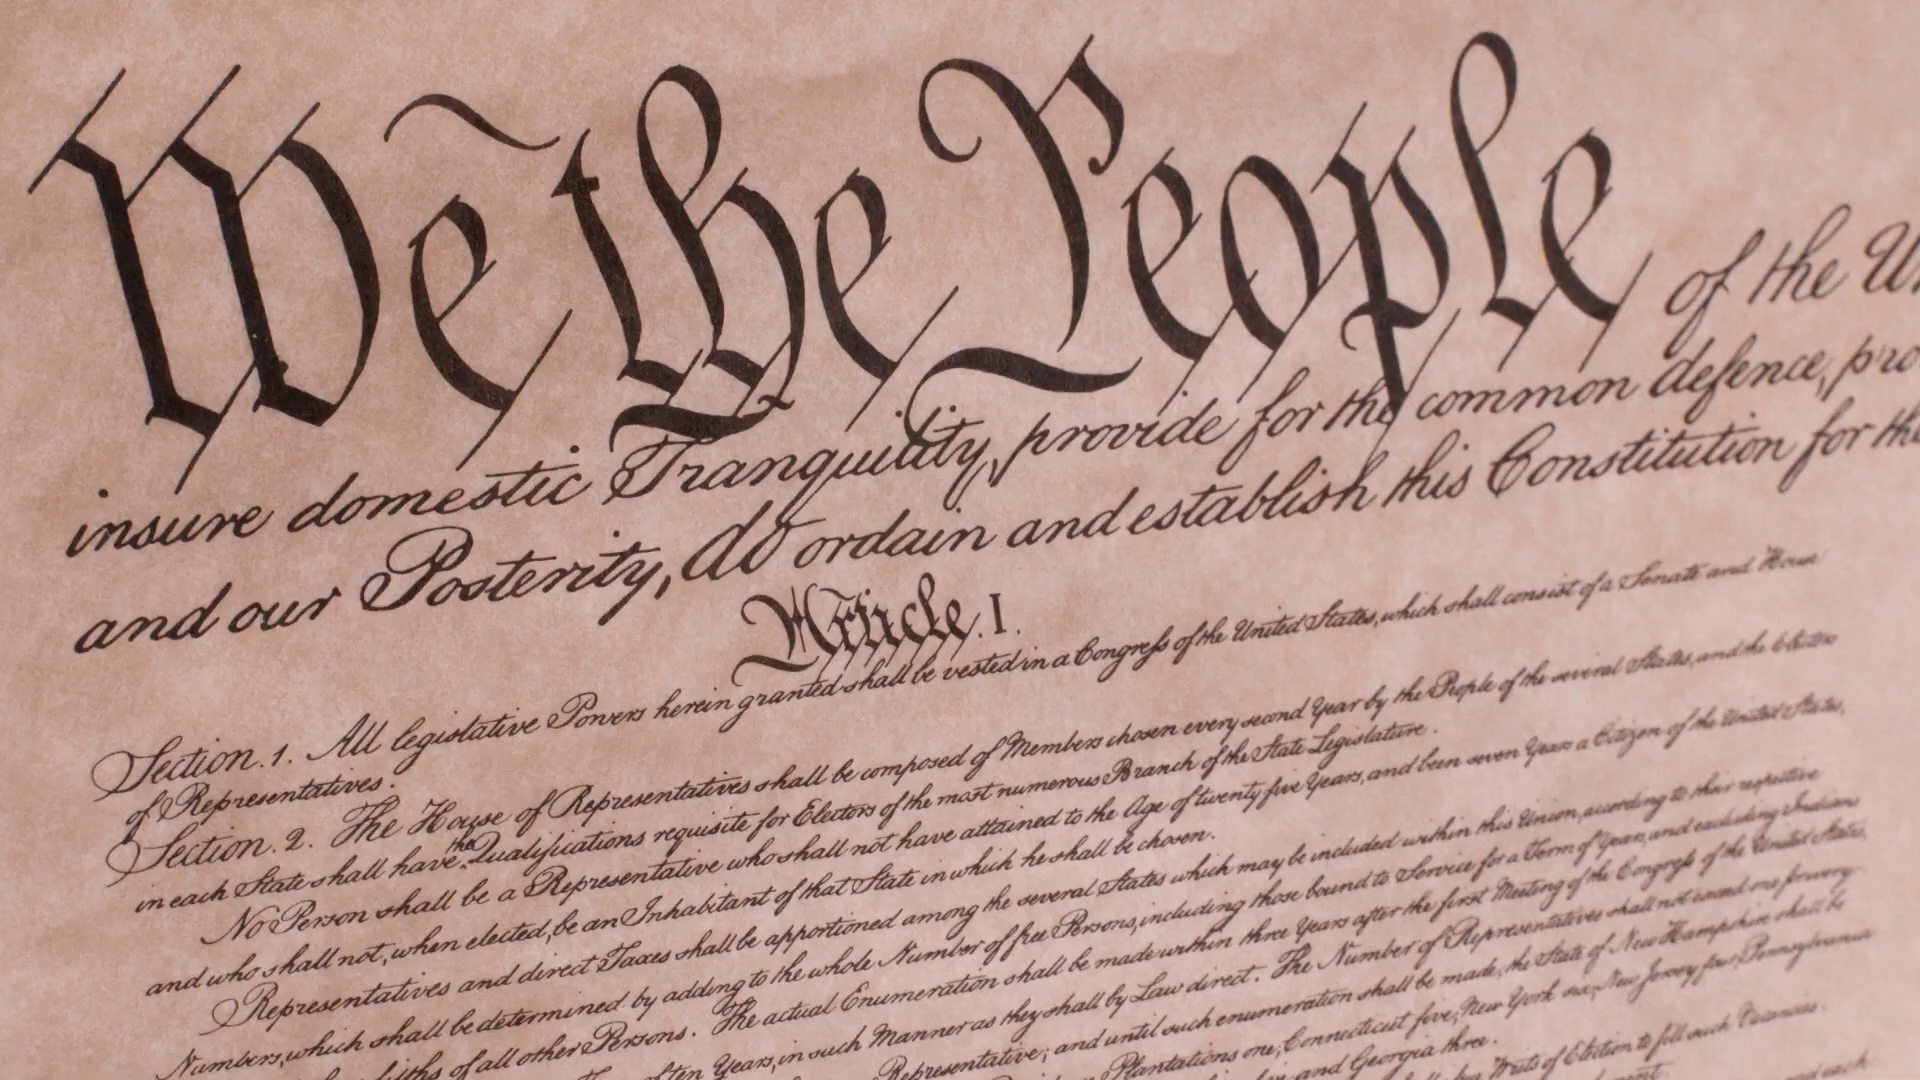 We the People of the Un
insure domestic Tranquility, provide for the common defence, pro
and our Posterity, do ordain and establish this Constitution for the
Article. I.
Section. 1. All legislative Powers herein granted shall be vested in a Congress of the United States, which shall consist of a Senate and House
of Representatives.
Section. 2. The House of Representatives shall be composed of Members chosen every second Year by the People of the several States, and the Electors
in each State shall have the Qualifications requisite for Electors of the most numerous Branch of the State Legislature.
No Person shall be a Representative who shall not have attained to the Age of twenty five Years, and been seven Years a Citizen of the United States,
and who shall not, when elected, be an Inhabitant of that State in which he shall be chosen.
Representatives and direct Taxes shall be apportioned among the several States which may be included within this Union, according to their respective
Numbers, which shall be determined by adding to the whole Number of free Persons, including those bound to Service for a Term of Years, and excluding Indians
fifths of all other Persons. The actual Enumeration shall be made within three Years after the first Meeting of the Congress of the United States,
of ten Years, in such Manner as they shall by Law direct. The Number of Representatives shall not exceed one for every
Representative; and until such enumeration shall be made, the State of New Hampshire shall be
Plantations one, Connecticut five, New York six, New Jersey four, Pennsylvania
and Georgia three.
Writs of Election to fill such Vacancies.